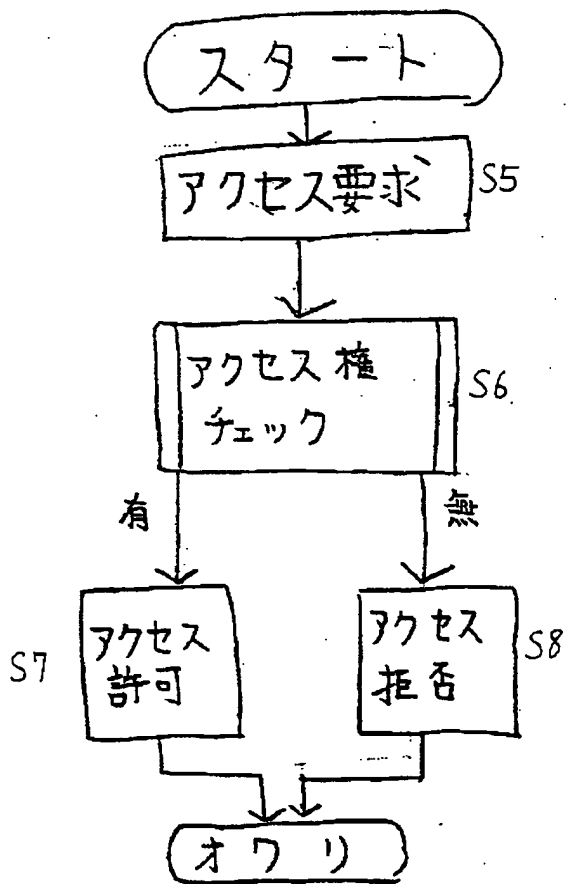 スタート
アクセス要求 S5
アクセス権
チェック
S6
有
無
アクセス
許可
S7
アクセス
拒否
S8
オワリ